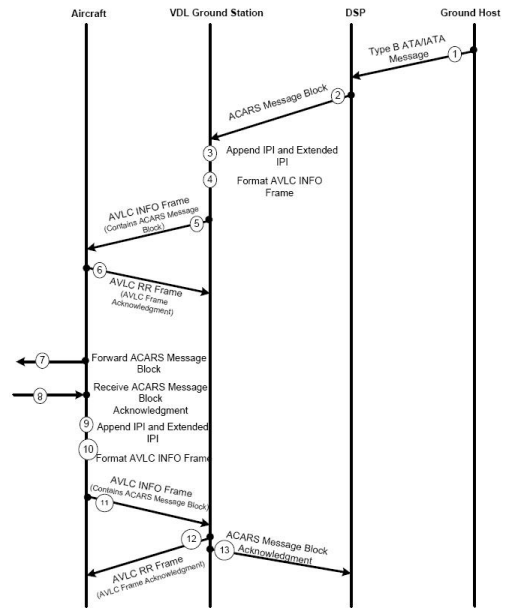 Aircraft
VDL Ground Station
DSP
Ground Host
Type B ATA/IATA
Message
1
ACARS Message Block
2
3
Append IPI and Extended
IPI
4
Format AVLC INFO
Frame
AVLC INFO Frame
(Contains ACARS Message
Block)
5
6
AVLC RR Frame
(AVLC Frame
Acknowledgment)
7
Forward ACARS Message
Block
8
Receive ACARS Message
Block
Acknowledgment
9
Append IPI and Extended
IPI
10
Format AVLC INFO Frame
AVLC INFO Frame
(Contains ACARS Message Block)
11
12
AVLC RR Frame
(AVLC Frame Acknowledgment)
13
ACARS Message Block
Acknowledgment